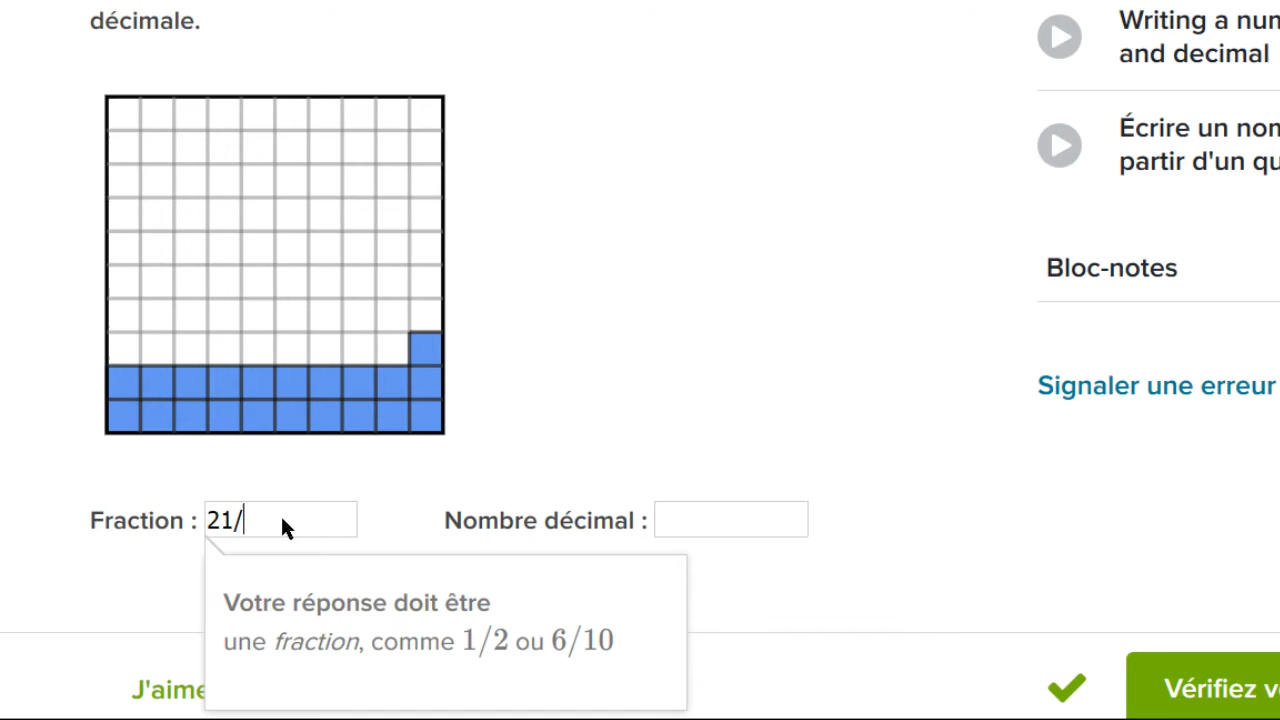 décimale.
Writing a num
and decimal
Écrire un non
partir d'un qu
Bloc-notes
Signaler une erreur
Fraction : 21/
Nombre décimal :
Votre réponse doit être
une fraction, comme 1/2 ou 6/10
J'aime
Vérifiez v